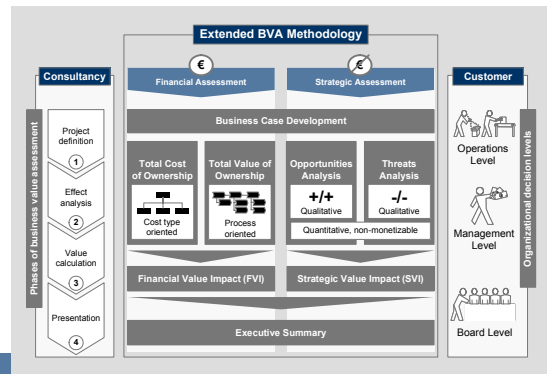 Extended BVA Methodology
Consultancy
Phases of business value assessment
Project
definition
1
Effect
analysis
2
Value
calculation
3
Presentation
4
€
Financial Assessment
€
Strategic Assessment
Business Case Development
Total Cost
of Ownership
Cost type
oriented
Total Value of
Ownership
Process
oriented
Opportunities
Analysis
+/+
Qualitative
Threats
Analysis
-/-
Qualitative
Quantitative, non-monetizable
Financial Value Impact (FVI)
Strategic Value Impact (SVI)
Executive Summary
Customer
Operations
Level
Management
Level
Board Level
Organizational decision levels